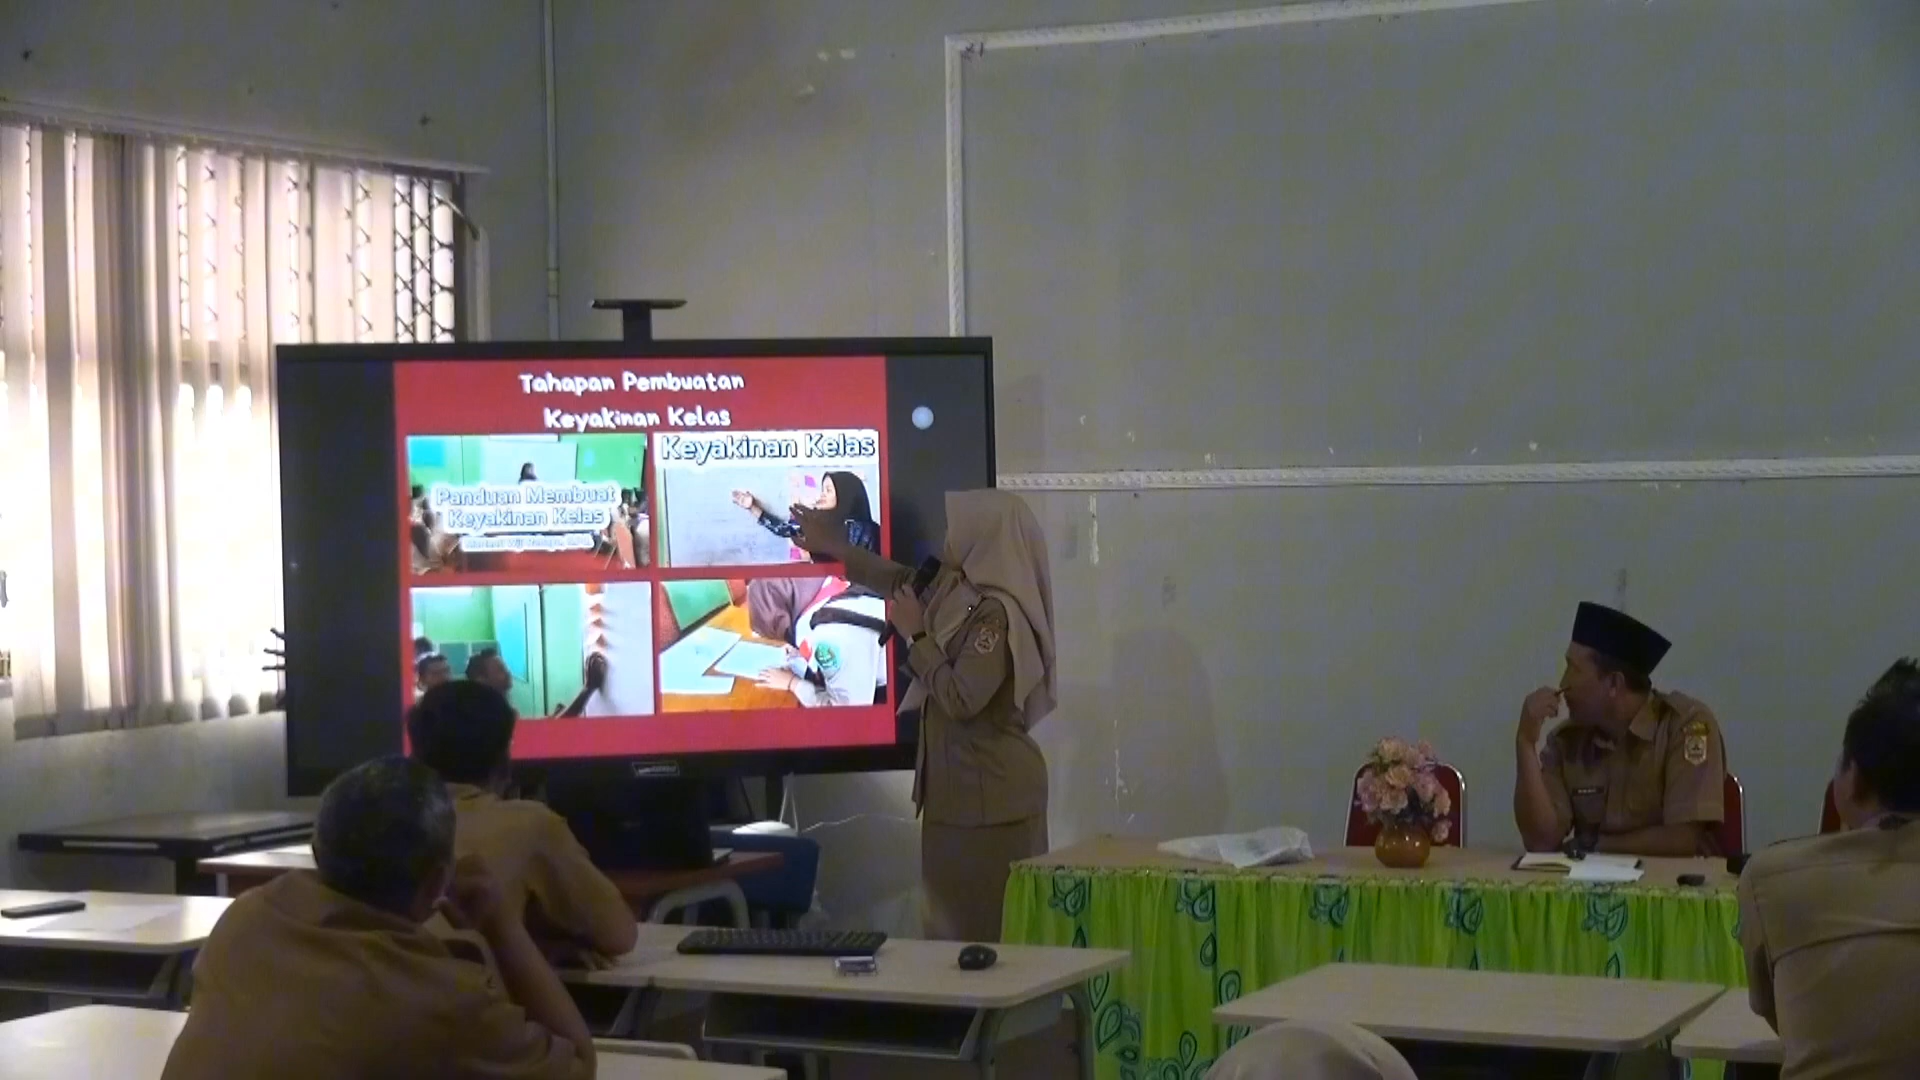 Tahapan Pembuatan
Keyakinan Kelas
Keyakinan Kelas
Panduan Membuat
Keyakinan Kelas